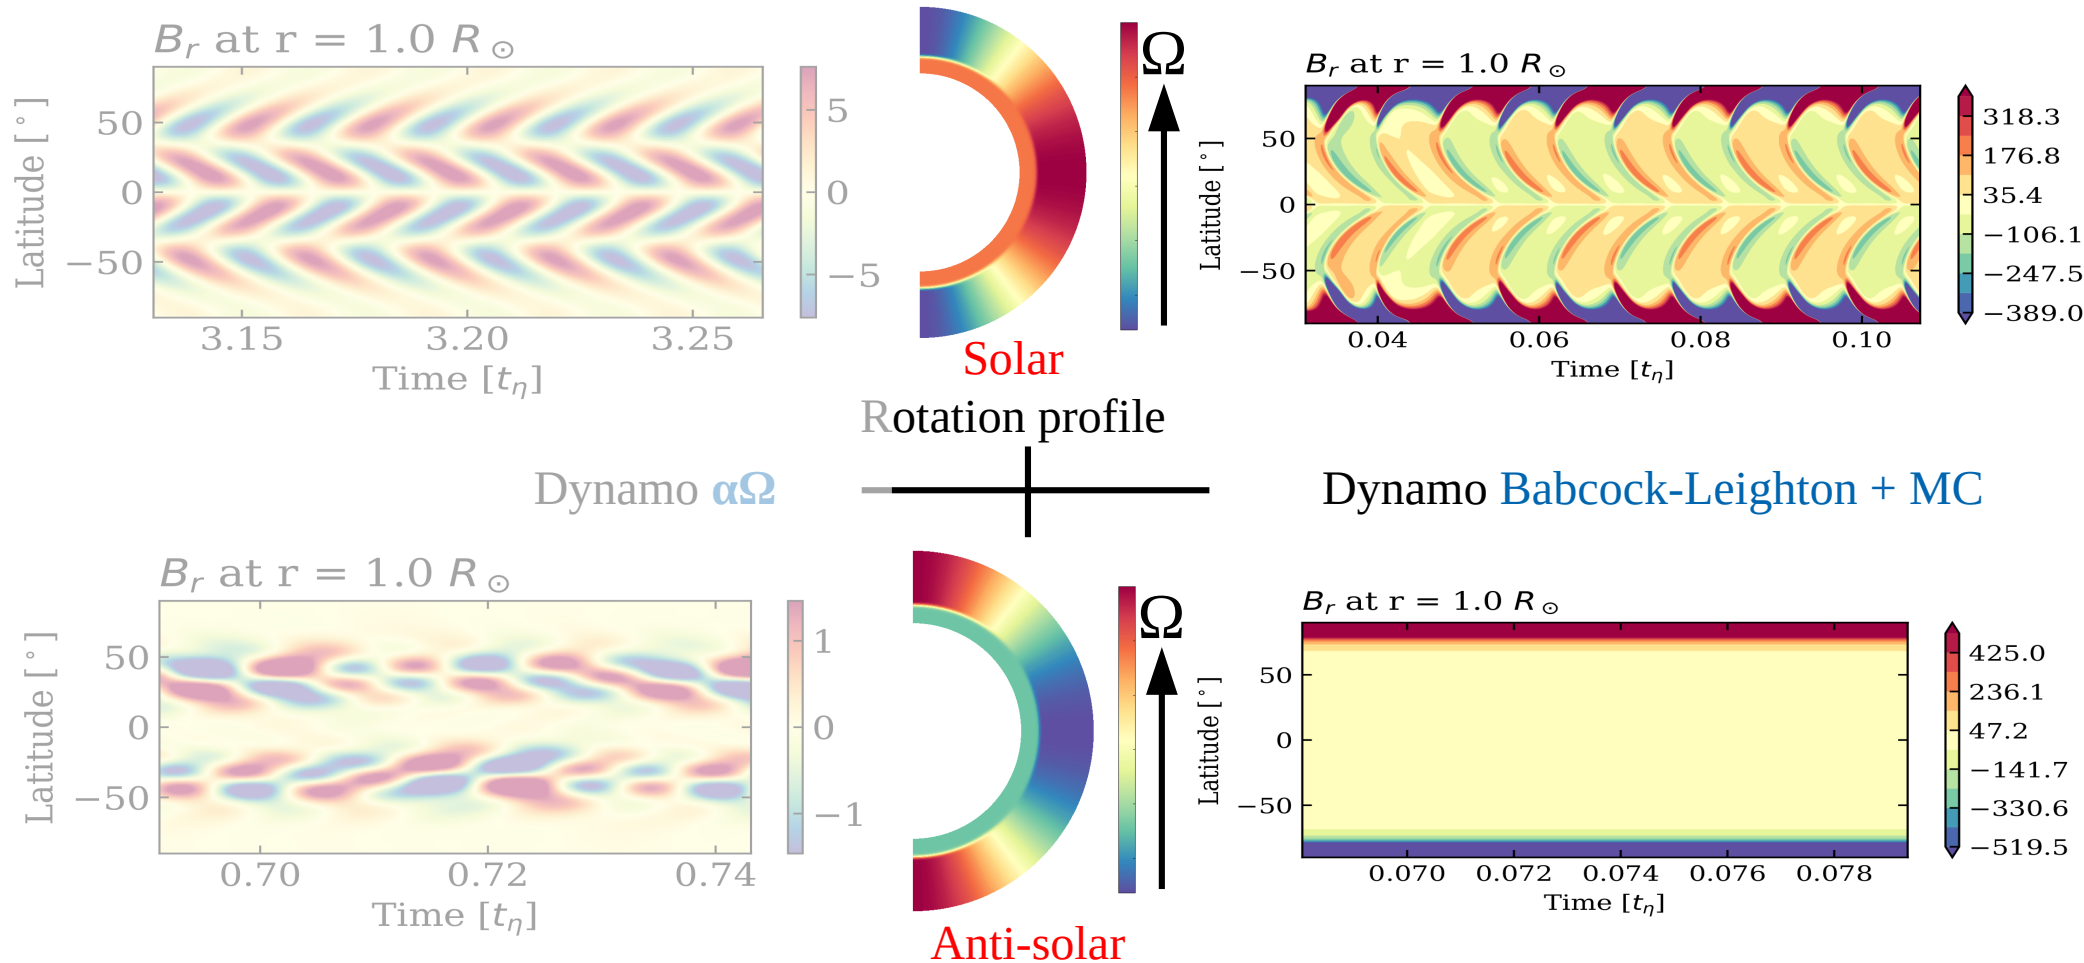 B_r at r = 1.0 R_⊙
Latitude [°]
50
0
−50
3.15 3.20 3.25
Time [t_η]
5
0
−5
Ω
Solar
B_r at r = 1.0 R_⊙
Latitude [°]
50
0
−50
0.04 0.06 0.08 0.10
Time [t_η]
318.3
176.8
35.4
−106.1
−247.5
−389.0
Rotation profile
Dynamo αΩ
Dynamo Babcock-Leighton + MC
B_r at r = 1.0 R_⊙
Latitude [°]
50
0
−50
0.70 0.72 0.74
Time [t_η]
1
0
−1
Ω
Anti-solar
B_r at r = 1.0 R_⊙
Latitude [°]
50
0
−50
0.070 0.072 0.074 0.076 0.078
Time [t_η]
425.0
236.1
47.2
−141.7
−330.6
−519.5